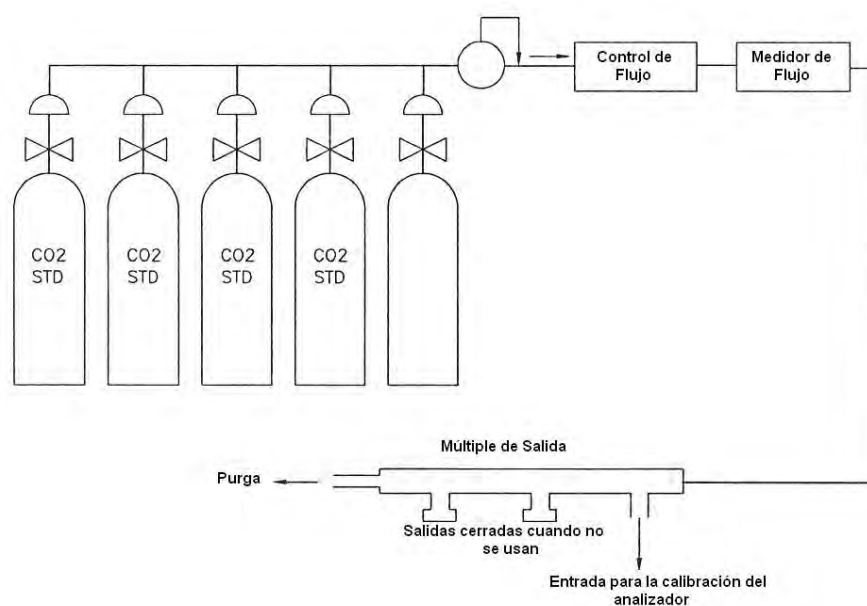 Control de
Flujo
Medidor de
Flujo
CO2
STD
CO2
STD
CO2
STD
CO2
STD
Múltiple de Salida
Purga
Salidas cerradas cuando no
se usan
Entrada para la calibración del
analizador